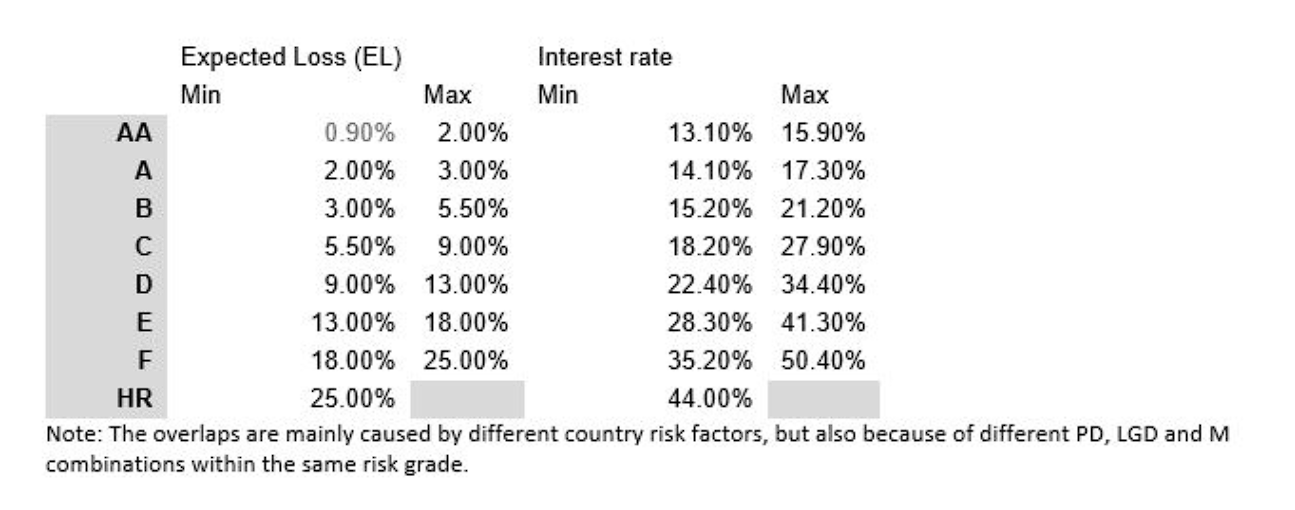 Expected Loss (EL) Interest rate
Min Max Min Max
AA 0.90% 2.00% 13.10% 15.90%
A 2.00% 3.00% 14.10% 17.30%
B 3.00% 5.50% 15.20% 21.20%
C 5.50% 9.00% 18.20% 27.90%
D 9.00% 13.00% 22.40% 34.40%
E 13.00% 18.00% 28.30% 41.30%
F 18.00% 25.00% 35.20% 50.40%
HR 25.00% 44.00%
Note: The overlaps are mainly caused by different country risk factors, but also because of different PD, LGD and M
combinations within the same risk grade.